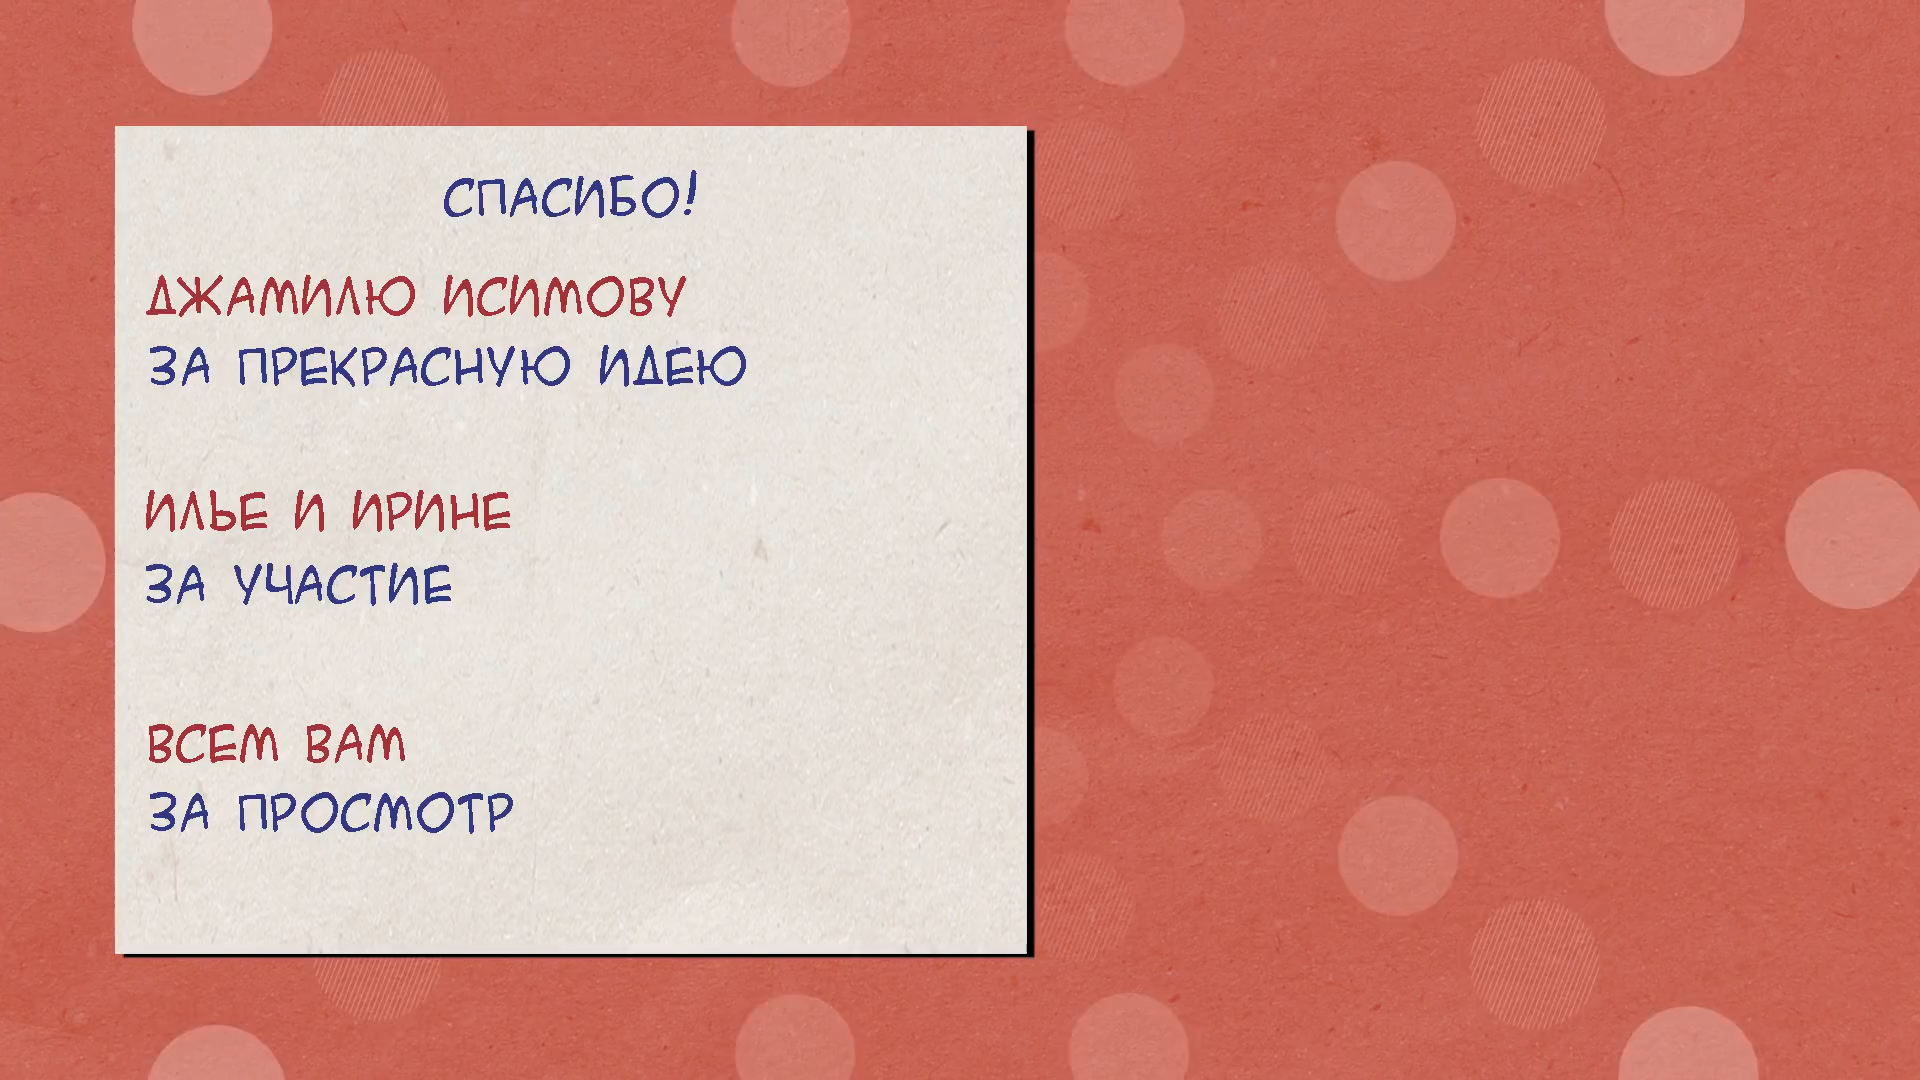 СПАСИБО!
ДЖАМИЛЮ ИСИМОВУ
ЗА ПРЕКРАСНУЮ ИДЕЮ
ИЛЬЕ И ИРИНЕ
ЗА УЧАСТИЕ
ВСЕМ ВАМ
ЗА ПРОСМОТР